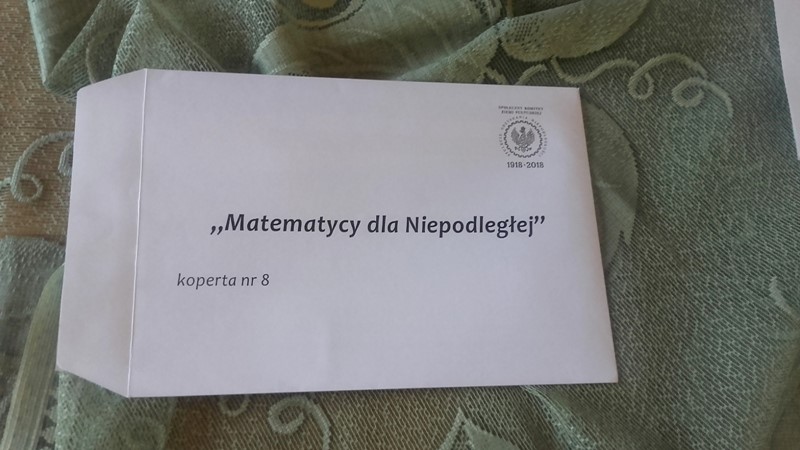 1918-2018
„Matematycy dla Niepodległej”
koperta nr 8